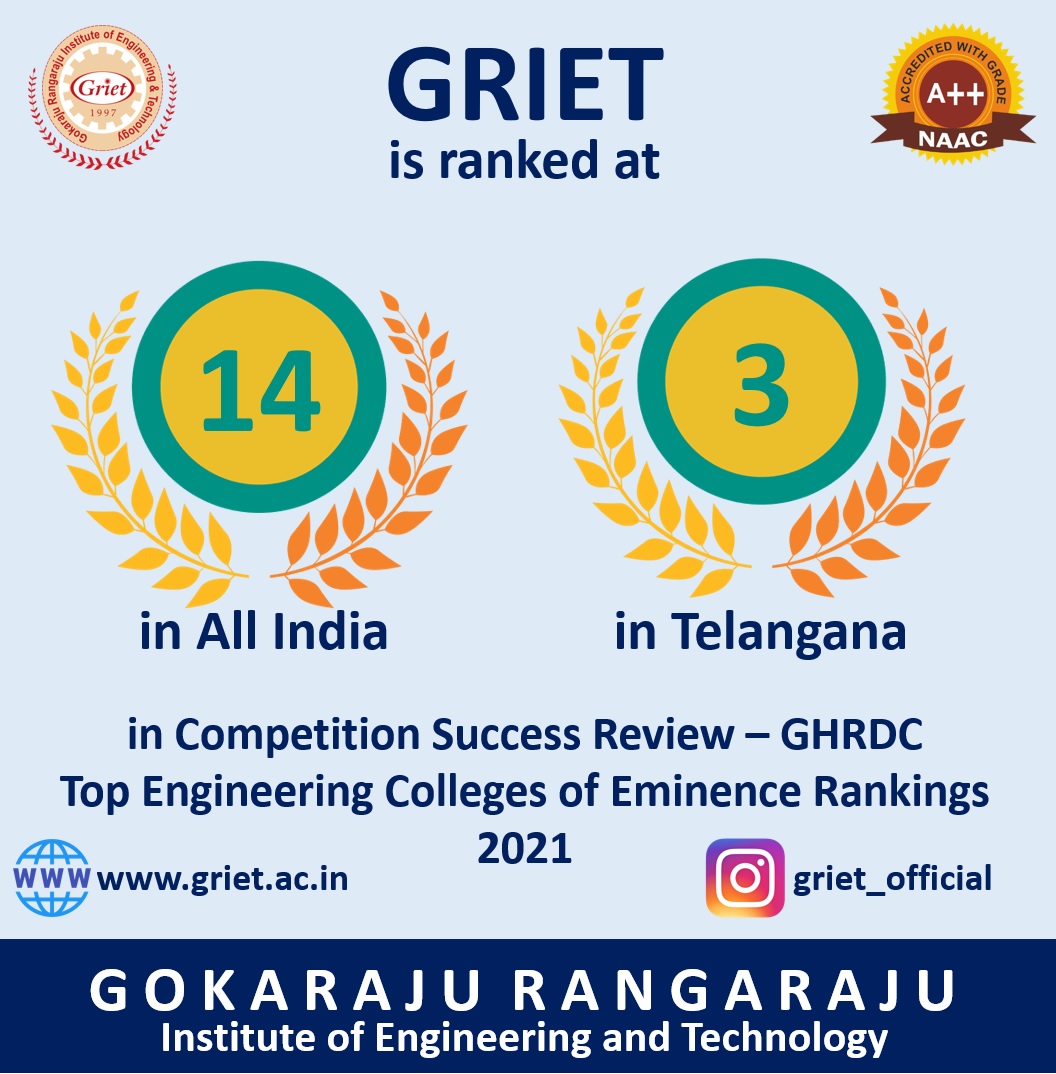 Gokaraju Rangaraju Institute of Engineering & Technology
Griet
1997
GRIET
is ranked at
ACCREDITED WITH GRADE
A++
NAAC
14
3
in All India
in Telangana
in Competition Success Review – GHRDC
Top Engineering Colleges of Eminence Rankings
2021
WWW www.griet.ac.in
griet_official
GOKARAJU RANGARAJU
Institute of Engineering and Technology